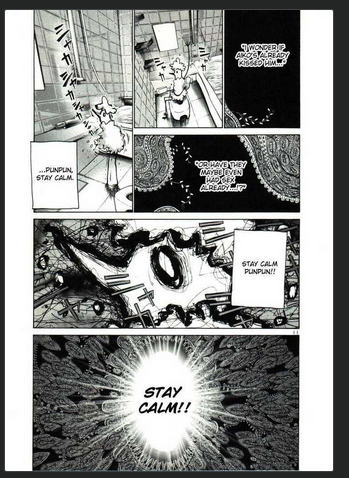 "I WONDER IF
AIKO'S ALREADY
KISSED HIM..."
"OR HAVE THEY
MAYBE EVEN
HAD SEX
ALREADY...!?"
...PUNPUN,
STAY CALM.
STAY CALM
PUNPUN!!
STAY
CALM!!